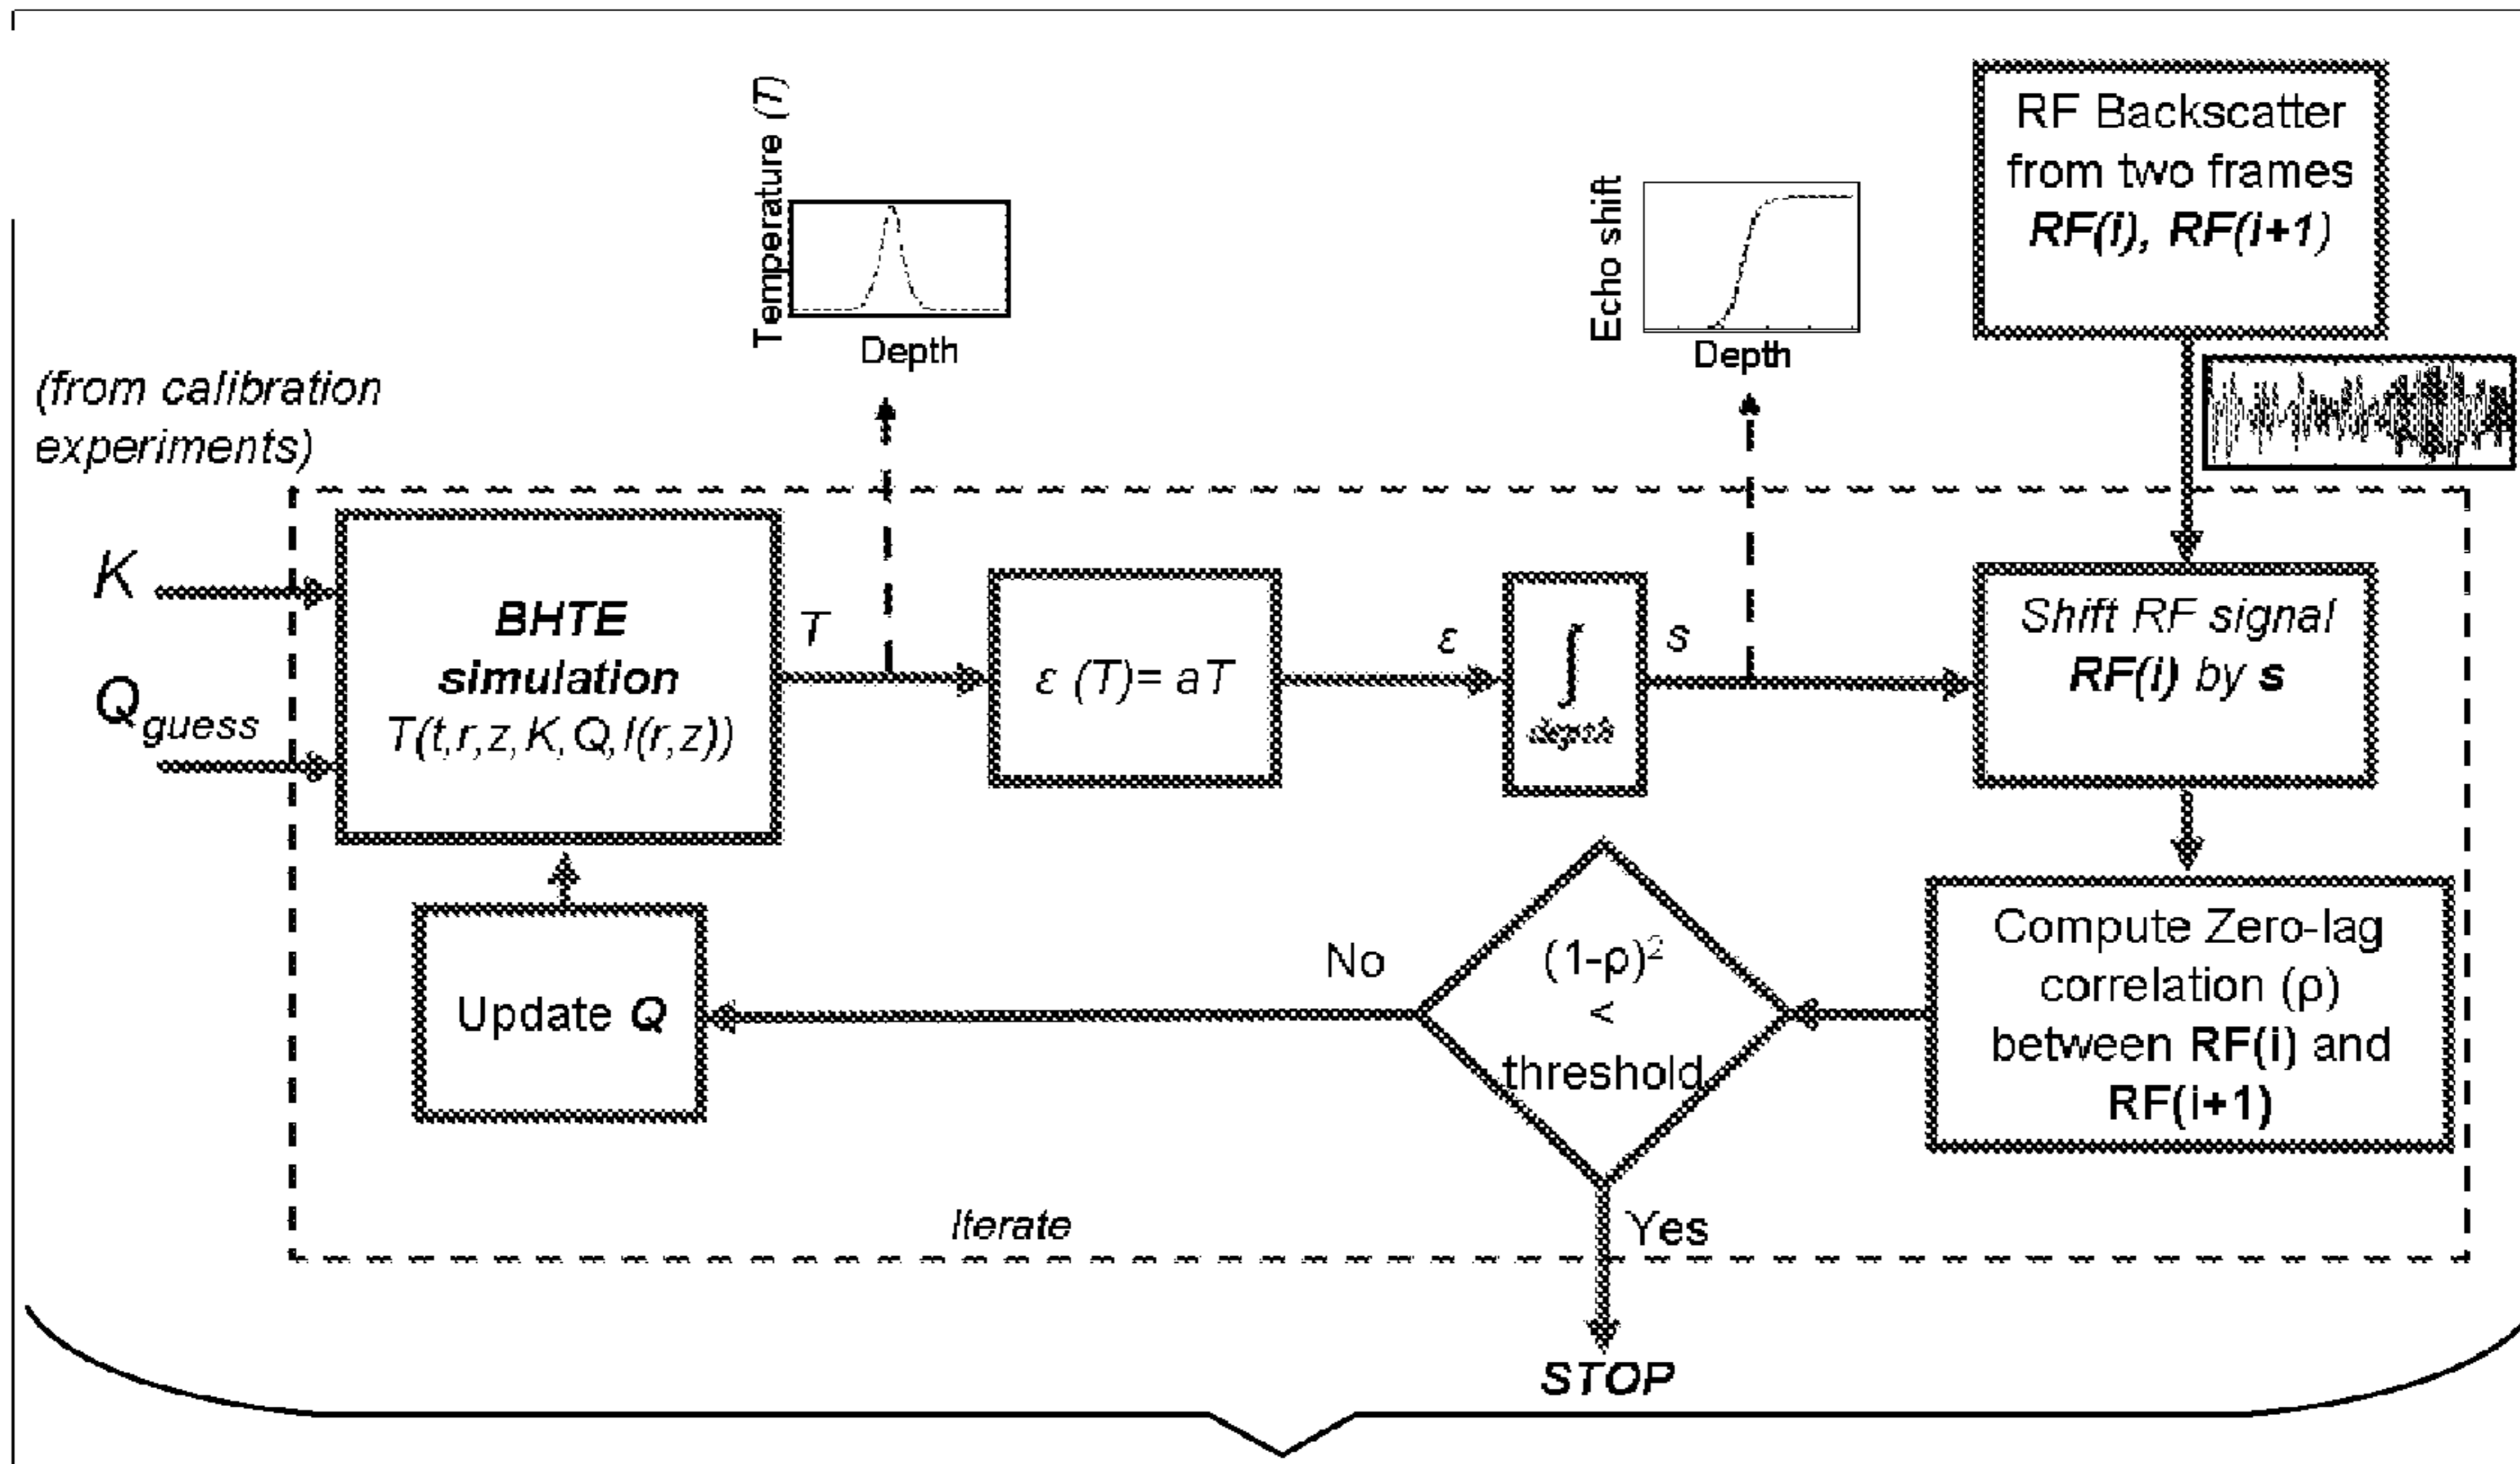 Temperature (T)
Depth
Echo shift
Depth
RF Backscatter
from two frames
RF(i), RF(i+1)
(from calibration
experiments)
K
Qguess
BHTE
simulation
T(t,r,z,K,Q,I(r,z))
T
ε (T)= aT
ε
∫
depth
s
Shift RF signal
RF(i) by s
Compute Zero-lag
correlation (ρ)
between RF(i) and
RF(i+1)
(1-ρ)²
<
threshold
No
Update Q
Yes
Iterate
STOP